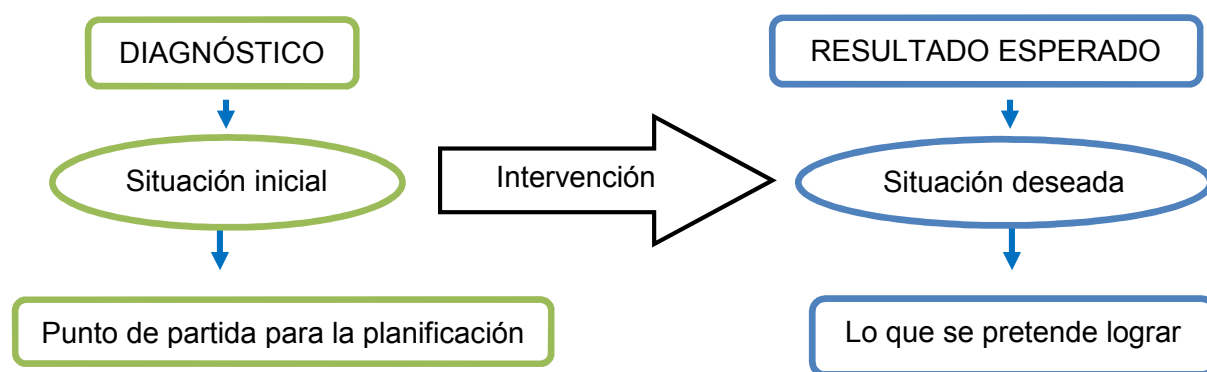 DIAGNÓSTICO
RESULTADO ESPERADO
Situación inicial
Intervención
Situación deseada
Punto de partida para la planificación
Lo que se pretende lograr